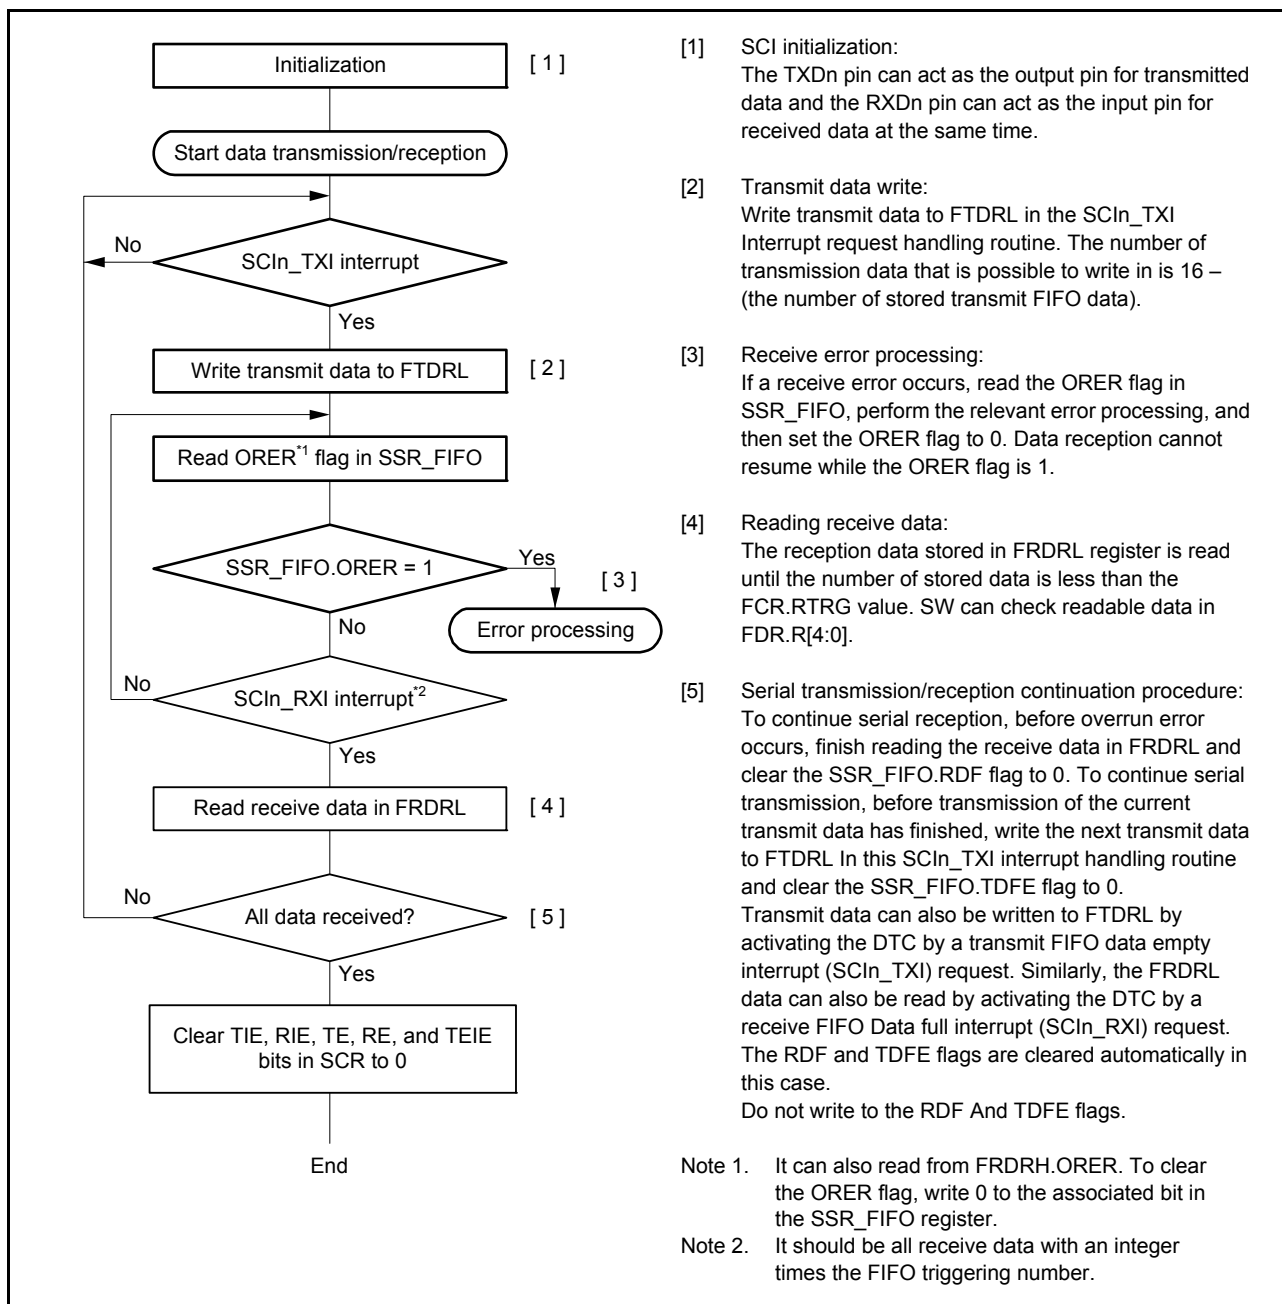 Initialization
[ 1 ]
Start data transmission/reception
No
SCIn_TXI interrupt
Yes
Write transmit data to FTDRL
[ 2 ]
Read ORER*1 flag in SSR_FIFO
SSR_FIFO.ORER = 1
Yes
[ 3 ]
Error processing
No
No
SCIn_RXI interrupt*2
Yes
Read receive data in FRDRL
[ 4 ]
No
All data received?
[ 5 ]
Yes
Clear TIE, RIE, TE, RE, and TEIE
bits in SCR to 0
End
[1] SCI initialization:
The TXDn pin can act as the output pin for transmitted
data and the RXDn pin can act as the input pin for
received data at the same time.
[2] Transmit data write:
Write transmit data to FTDRL in the SCIn_TXI
Interrupt request handling routine. The number of
transmission data that is possible to write in is 16 –
(the number of stored transmit FIFO data).
[3] Receive error processing:
If a receive error occurs, read the ORER flag in
SSR_FIFO, perform the relevant error processing, and
then set the ORER flag to 0. Data reception cannot
resume while the ORER flag is 1.
[4] Reading receive data:
The reception data stored in FRDRL register is read
until the number of stored data is less than the
FCR.RTRG value. SW can check readable data in
FDR.R[4:0].
[5] Serial transmission/reception continuation procedure:
To continue serial reception, before overrun error
occurs, finish reading the receive data in FRDRL and
clear the SSR_FIFO.RDF flag to 0. To continue serial
transmission, before transmission of the current
transmit data has finished, write the next transmit data
to FTDRL In this SCIn_TXI interrupt handling routine
and clear the SSR_FIFO.TDFE flag to 0.
Transmit data can also be written to FTDRL by
activating the DTC by a transmit FIFO data empty
interrupt (SCIn_TXI) request. Similarly, the FRDRL
data can also be read by activating the DTC by a
receive FIFO Data full interrupt (SCIn_RXI) request.
The RDF and TDFE flags are cleared automatically in
this case.
Do not write to the RDF And TDFE flags.
Note 1. It can also read from FRDRH.ORER. To clear
the ORER flag, write 0 to the associated bit in
the SSR_FIFO register.
Note 2. It should be all receive data with an integer
times the FIFO triggering number.